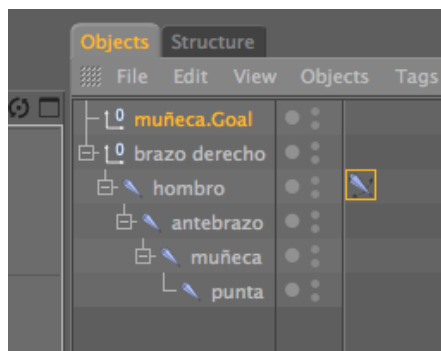 Objects Structure
File Edit View Objects Tags
muñeca.Goal
brazo derecho
hombro
antebrazo
muñeca
punta